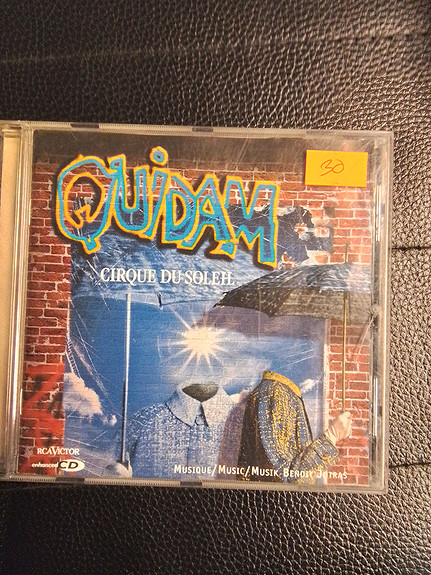 QUIDAM
30
CIRQUE DU SOLEIL
RCA VICTOR
enhanced CD
MUSIQUE/MUSIC/MUSIK BENOIT JUTRAS